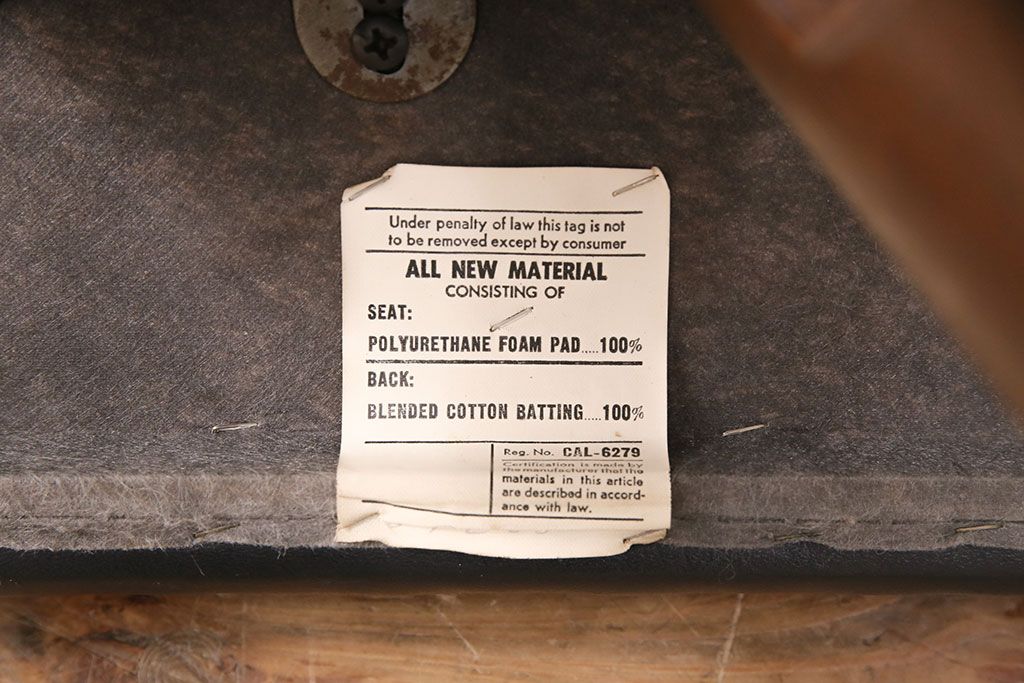 Under penalty of law this tag is not
to be removed except by consumer
ALL NEW MATERIAL
CONSISTING OF
SEAT:
POLYURETHANE FOAM PAD.....100%
BACK:
BLENDED COTTON BATTING.....100%
Reg. No. CAL-6279
Certification is made by
the manufacturer that the
materials in this article
are described in accord-
ance with law.